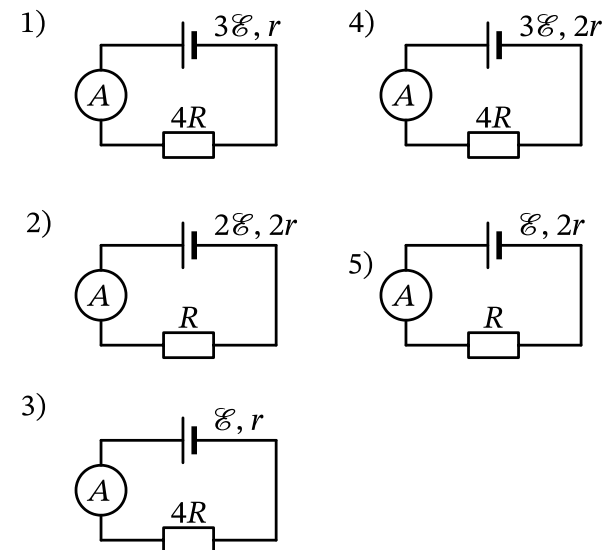 1)
3ℰ, r
A
4R
2)
2ℰ, 2r
A
R
3)
ℰ, r
A
4R
4)
3ℰ, 2r
A
4R
5)
ℰ, 2r
A
R